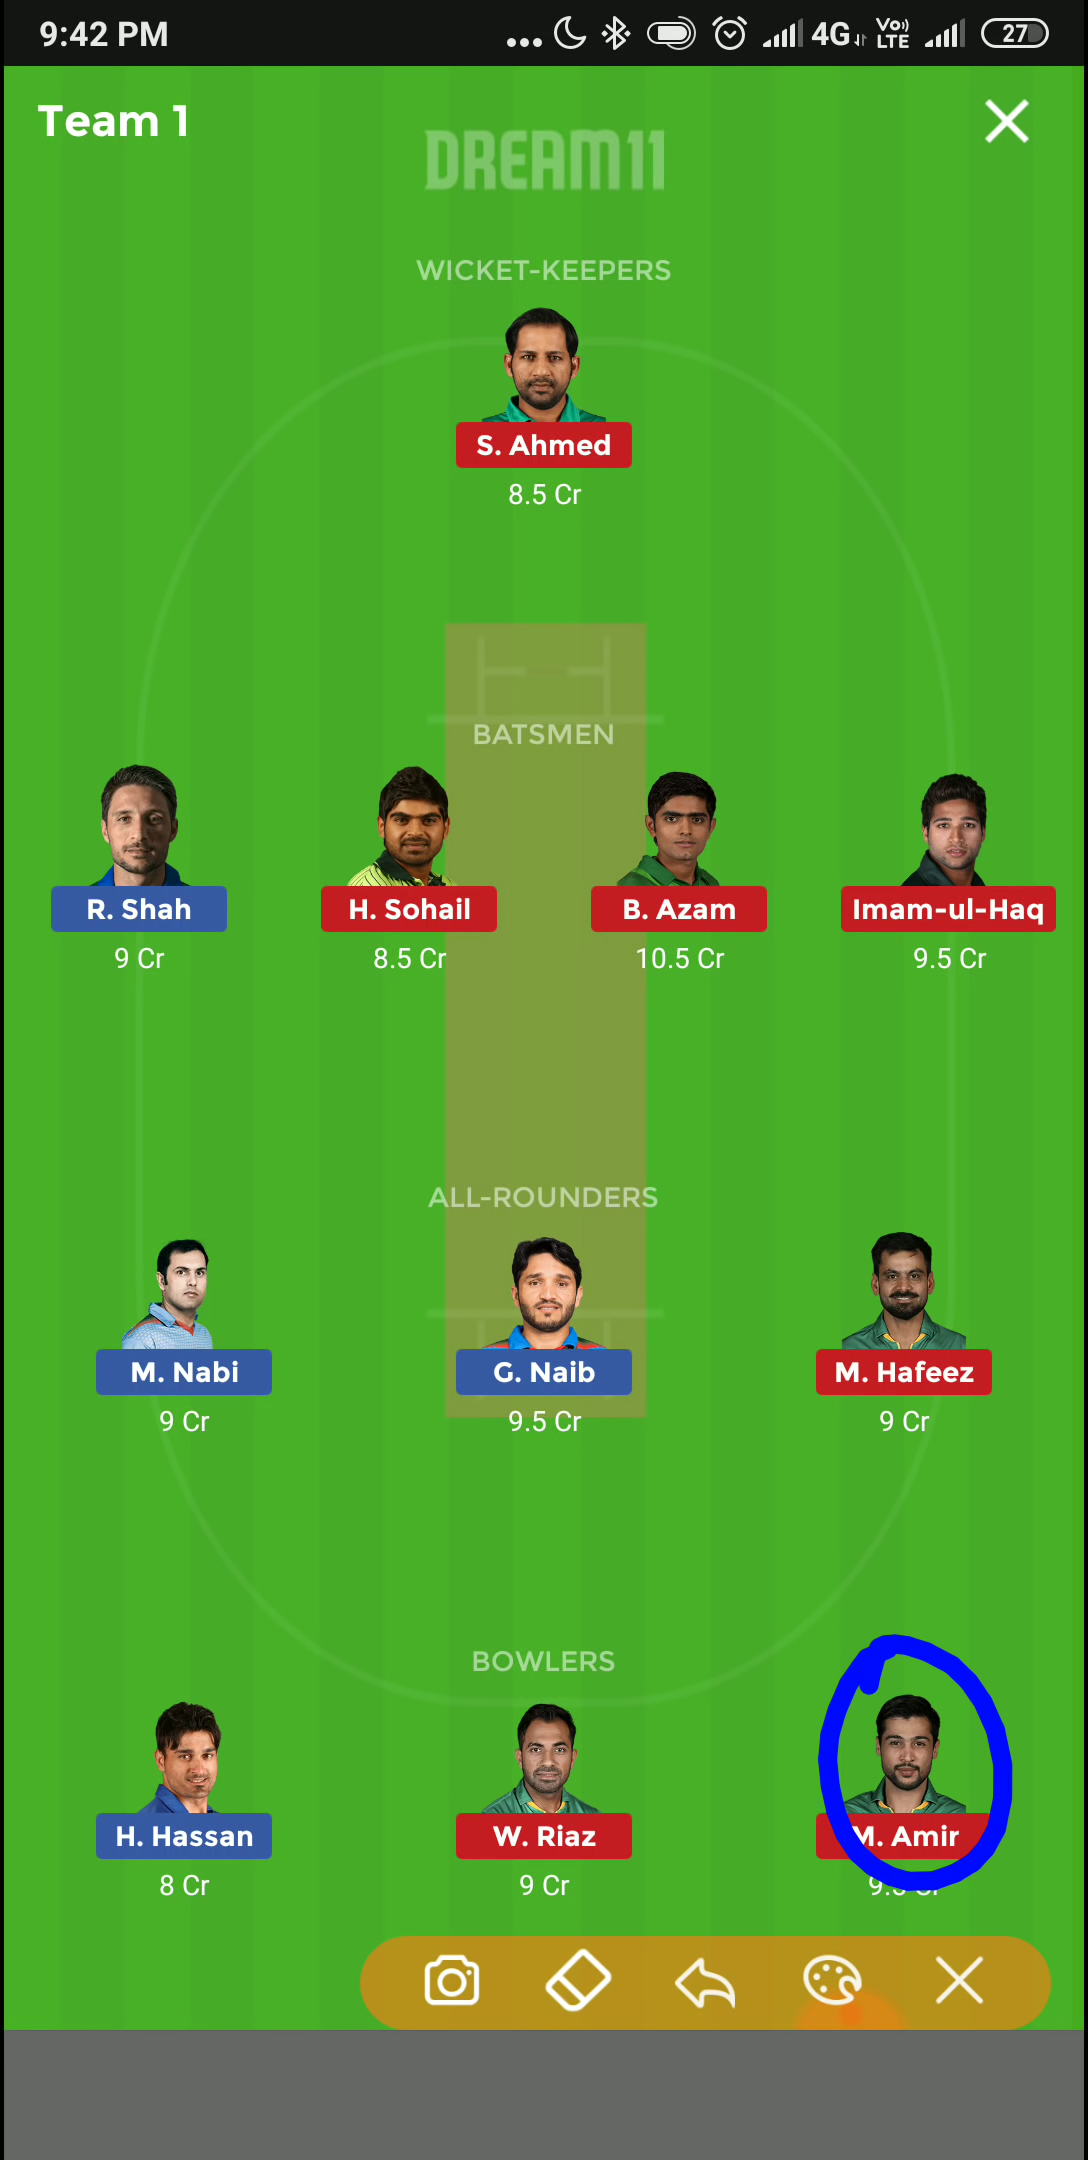 9:42 PM
4G
Vo))
LTE
27
Team 1
DREAM11
WICKET-KEEPERS
S. Ahmed
8.5 Cr
BATSMEN
R. Shah
H. Sohail
B. Azam
Imam-ul-Haq
9 Cr
8.5 Cr
10.5 Cr
9.5 Cr
ALL-ROUNDERS
M. Nabi
G. Naib
M. Hafeez
9 Cr
9.5 Cr
9 Cr
BOWLERS
H. Hassan
W. Riaz
M. Amir
8 Cr
9 Cr